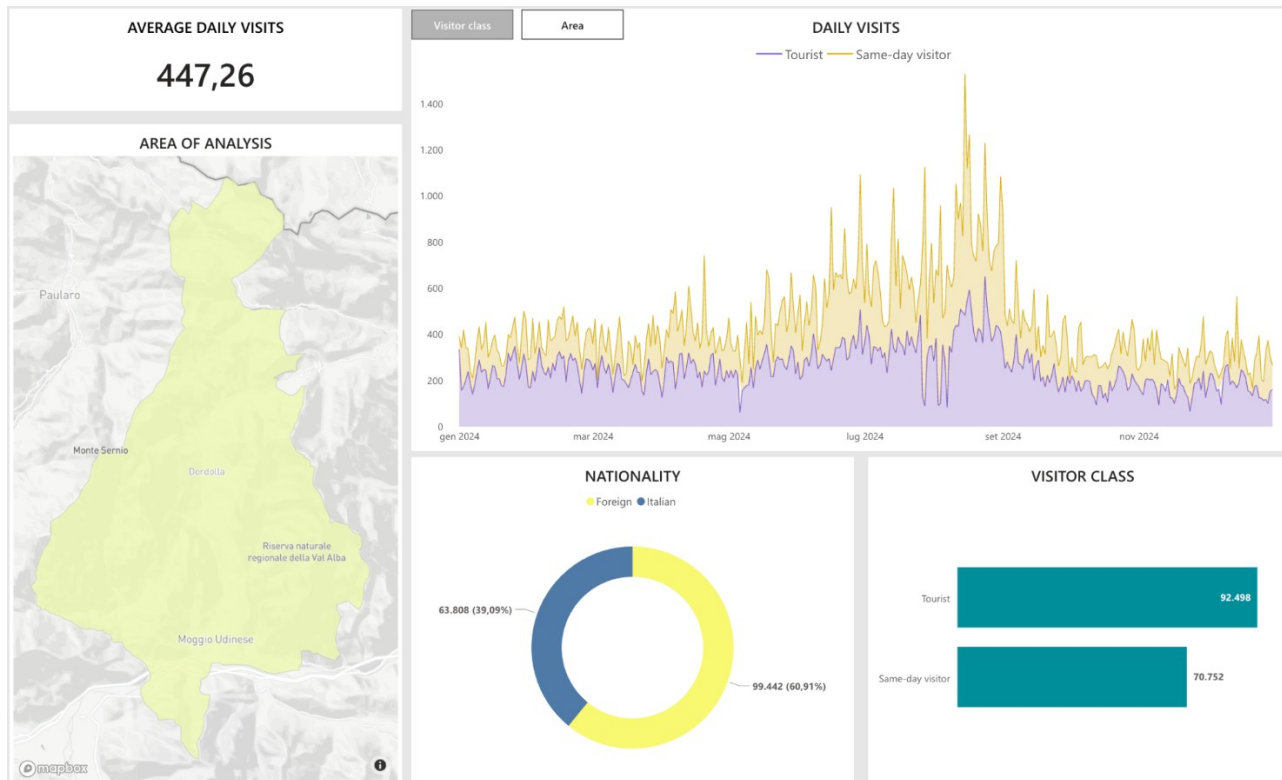 AVERAGE DAILY VISITS
447,26
AREA OF ANALYSIS
Paularo
Monte Sernio
Dordolla
Riserva naturale
regionale della Val Alba
Moggio Udinese
mapbox
Visitor class
Area
DAILY VISITS
Tourist
Same-day visitor
1.400
1.200
1.000
800
600
400
200
0
gen 2024
mar 2024
mag 2024
lug 2024
set 2024
nov 2024
NATIONALITY
Foreign
Italian
63.808 (39,09%)
99.442 (60,91%)
VISITOR CLASS
Tourist
92.498
Same-day visitor
70.752